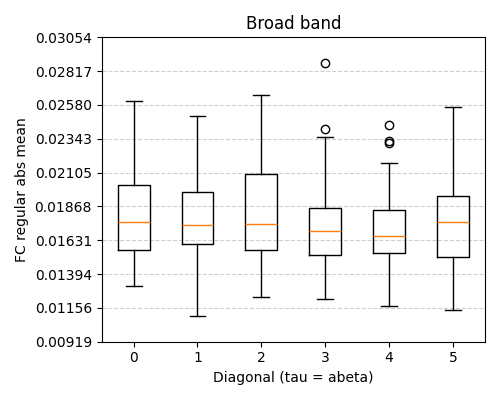 Broad band
0.03054
0.02817
0.02580
0.02343
0.02105
0.01868
0.01631
0.01394
0.01156
0.00919
FC regular abs mean
0 1 2 3 4 5
Diagonal (tau = abeta)